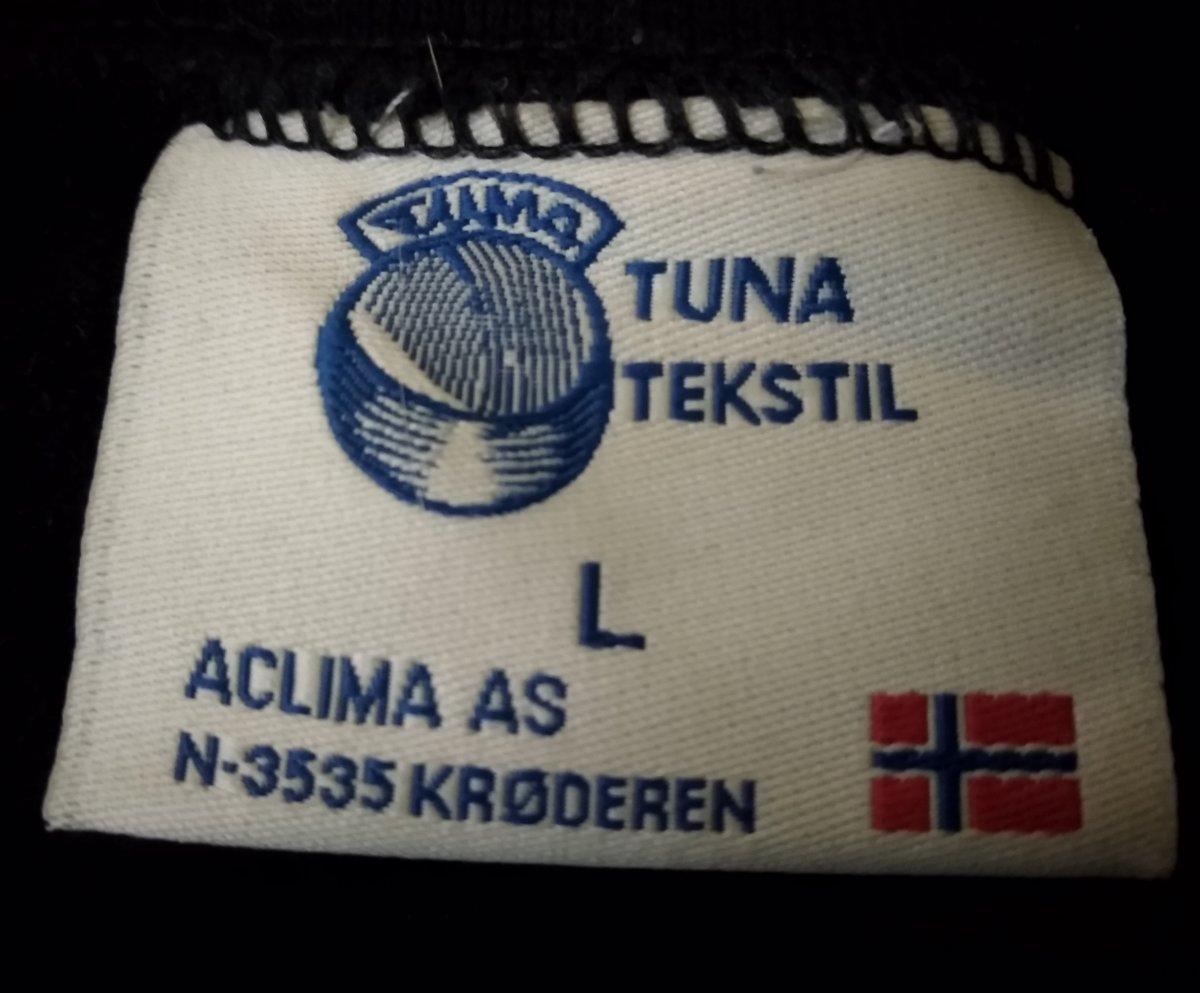 TUNA
TEKSTIL
L
ACLIMA AS
N-3535 KRØDEREN